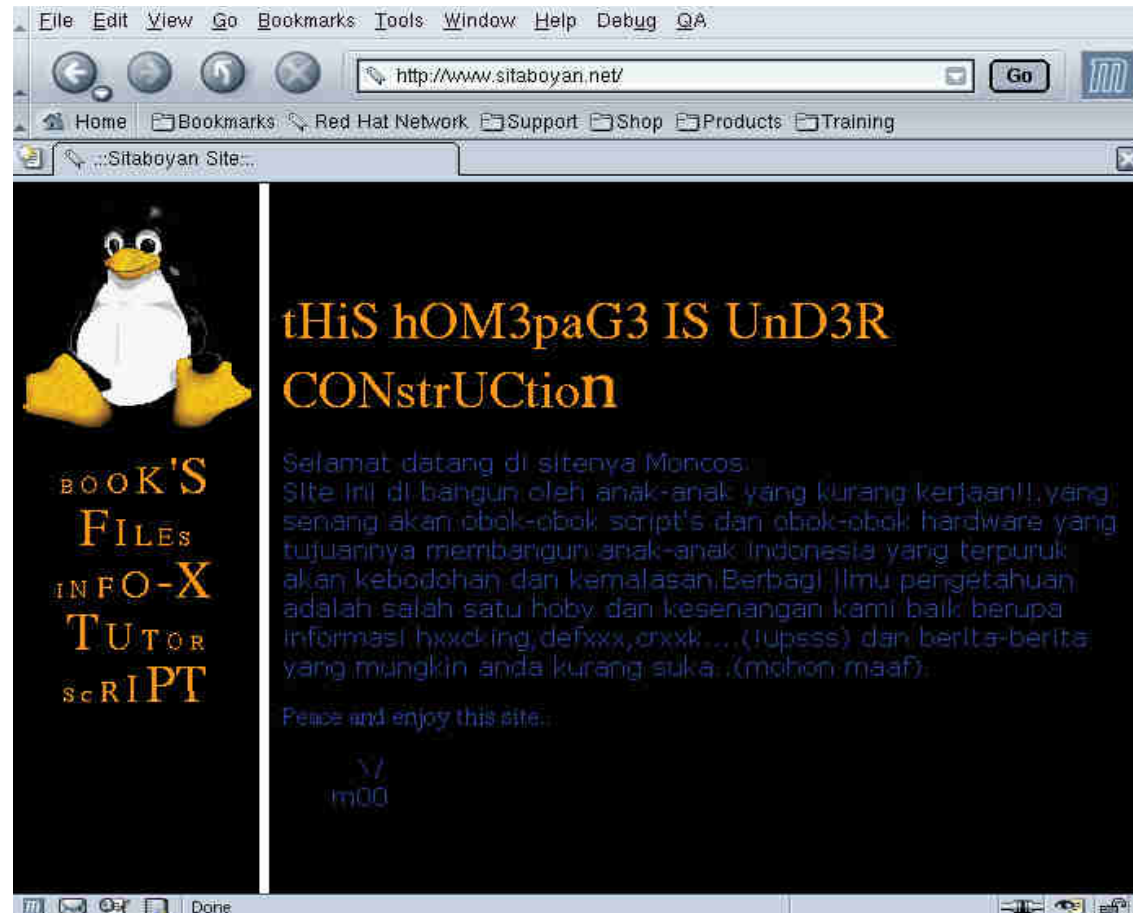 File Edit View Go Bookmarks Tools Window Help Debug QA
http://www.sitaboyan.net/ Go m
Home Bookmarks Red Hat Network Support Shop Products Training
.:::Sitaboyan Site:::.
tHiS hOM3paG3 IS UnD3R
CONstrUCtion
Selamat datang di sitenya Moncos.
Site ini di bangun oleh anak-anak yang kurang kerjaan!!,yang
senang akan obok-obok script's dan obok-obok hardware yang
tujuannya membangun anak-anak Indonesia yang terpuruk
akan kebodohan dan kemalasan.Berbagi Ilmu pengetahuan
adalah salah satu hoby dan kesenangan kami baik berupa
informasi hxxcking,defxxx,crxxk....(!upsss) dan berita-berita
yang mungkin anda kurang suka..(mohon maaf).
Peace and enjoy this site..
\/
m00
BOoK'S
FILEs
INFO-X
TUTOR
ScRIPT
Done